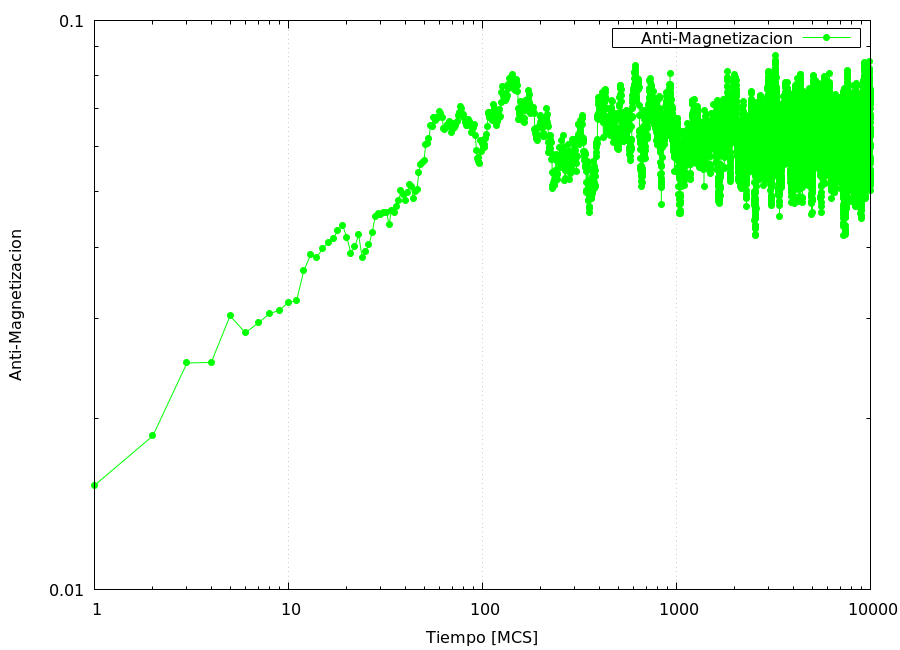 0.1
Anti-Magnetizacion
Anti-Magnetizacion
0.01
1 10 100 1000 10000
Tiempo [MCS]